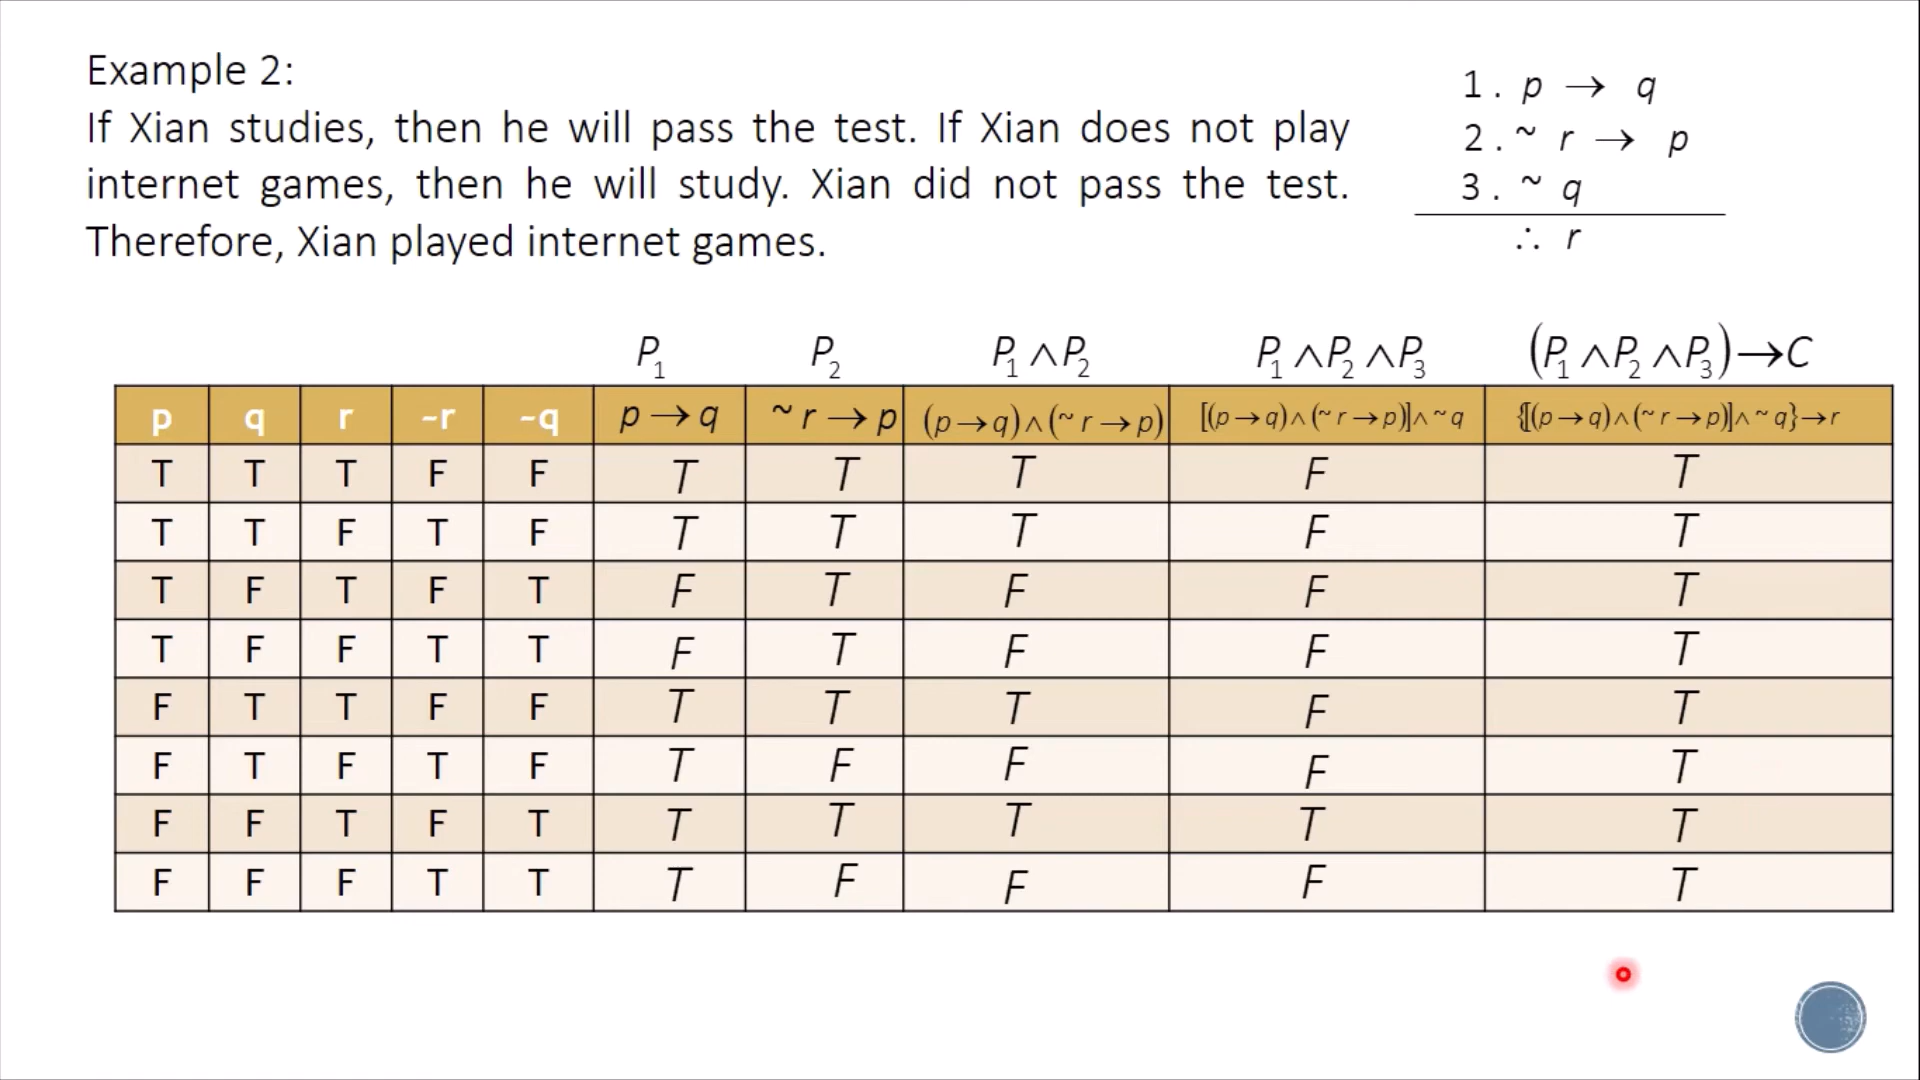 Example 2:
If Xian studies, then he will pass the test. If Xian does not play
internet games, then he will study. Xian did not pass the test.
Therefore, Xian played internet games.
1. p → q
2. ~ r → p
3. ~ q
∴ r
P₁ P₂ P₁ ∧ P₂ P₁ ∧ P₂ ∧ P₃ (P₁ ∧ P₂ ∧ P₃) → C
p q r ~r ~q p → q ~ r → p (p → q) ∧ (~ r → p) [(p → q) ∧ (~ r → p)] ∧ ~ q {[(p → q) ∧ (~ r → p)] ∧ ~ q} → r
T T T F F T T T F T
T T F T F T T T F T
T F T F T F T F F T
T F F T T F T F F T
F T T F F T T T F T
F T F T F T F F F T
F F T F T T T T T T
F F F T T T F F F T